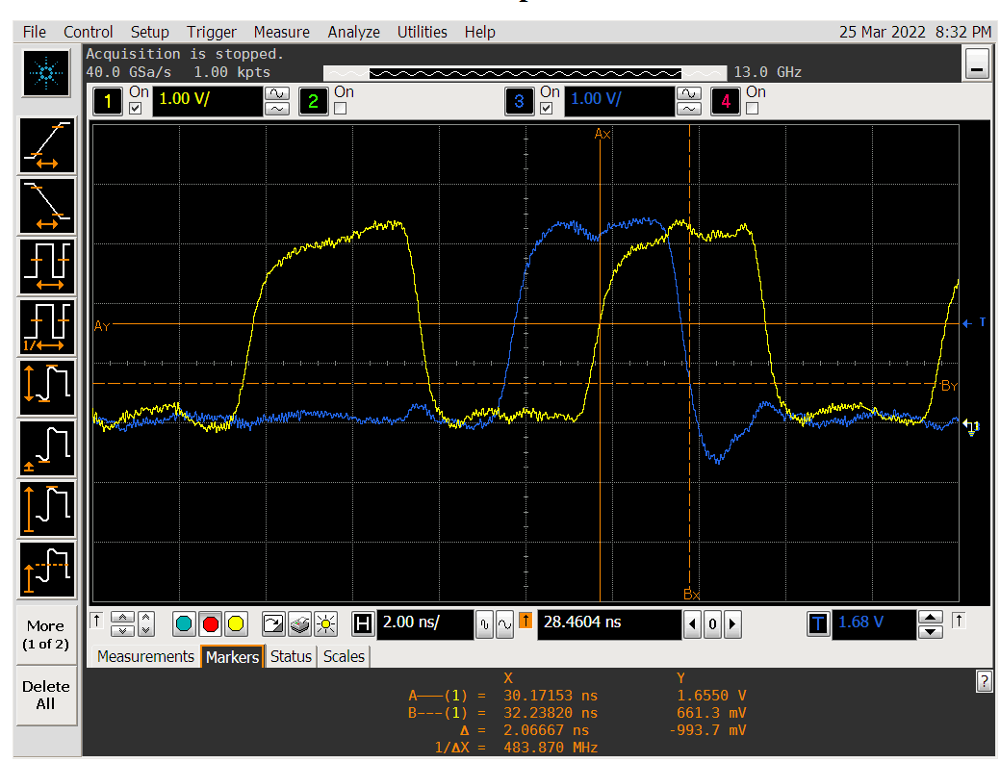 File Control Setup Trigger Measure Analyze Utilities Help 25 Mar 2022 8:32 PM
Acquisition is stopped.
40.0 GSa/s 1.00 kpts 13.0 GHz
1 On 1.00 V/ 2 On 3 On 1.00 V/ 4 On
Ax
Ay
T
By
1
Bx
1/
More
(1 of 2)
Delete
All
H 2.00 ns/ 28.4604 ns 0 T 1.68 V
Measurements Markers Status Scales
X Y
A———(1) = 30.17153 ns 1.6550 V
B---(1) = 32.23820 ns 661.3 mV
Δ = 2.06667 ns -993.7 mV
1/ΔX = 483.870 MHz
?